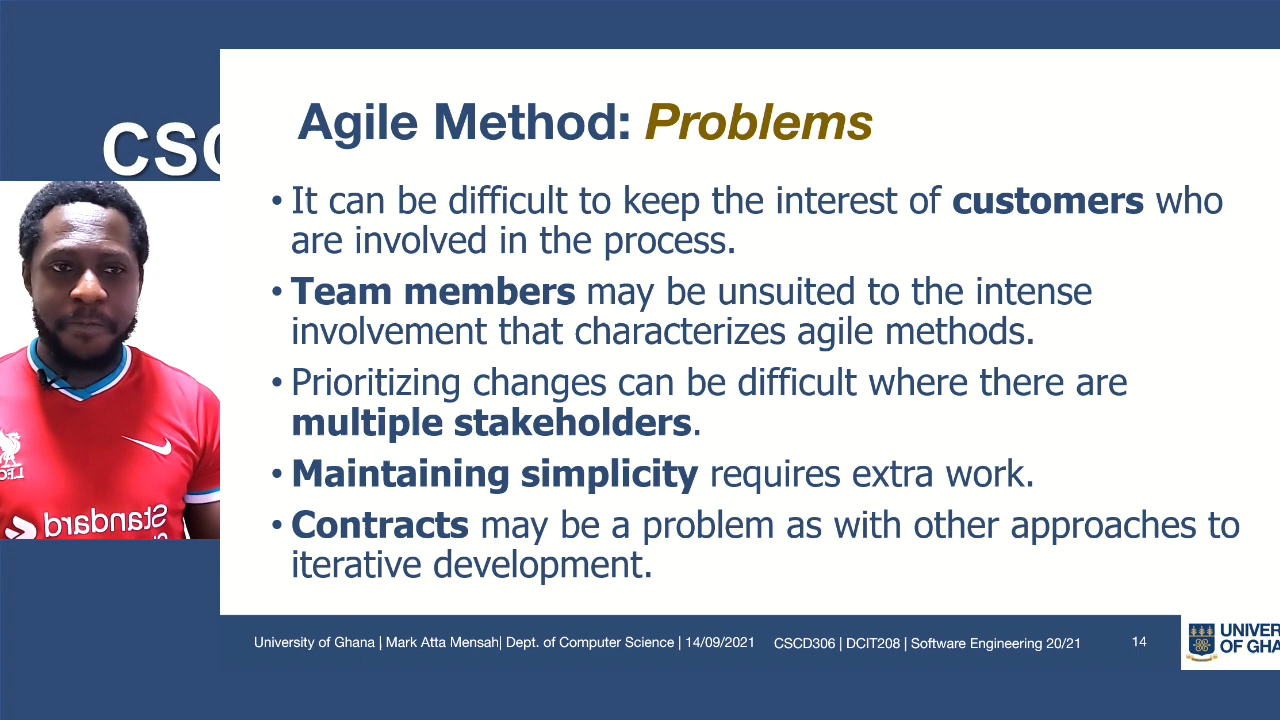 Agile Method: Problems
CSC
• It can be difficult to keep the interest of customers who
are involved in the process.
• Team members may be unsuited to the intense
involvement that characterizes agile methods.
• Prioritizing changes can be difficult where there are
multiple stakeholders.
• Maintaining simplicity requires extra work.
• Contracts may be a problem as with other approaches to
iterative development.
LFC
Standard
University of Ghana | Mark Atta Mensah| Dept. of Computer Science | 14/09/2021
CSCD306 | DCIT208 | Software Engineering 20/21
14
UNIVER
OF GHA